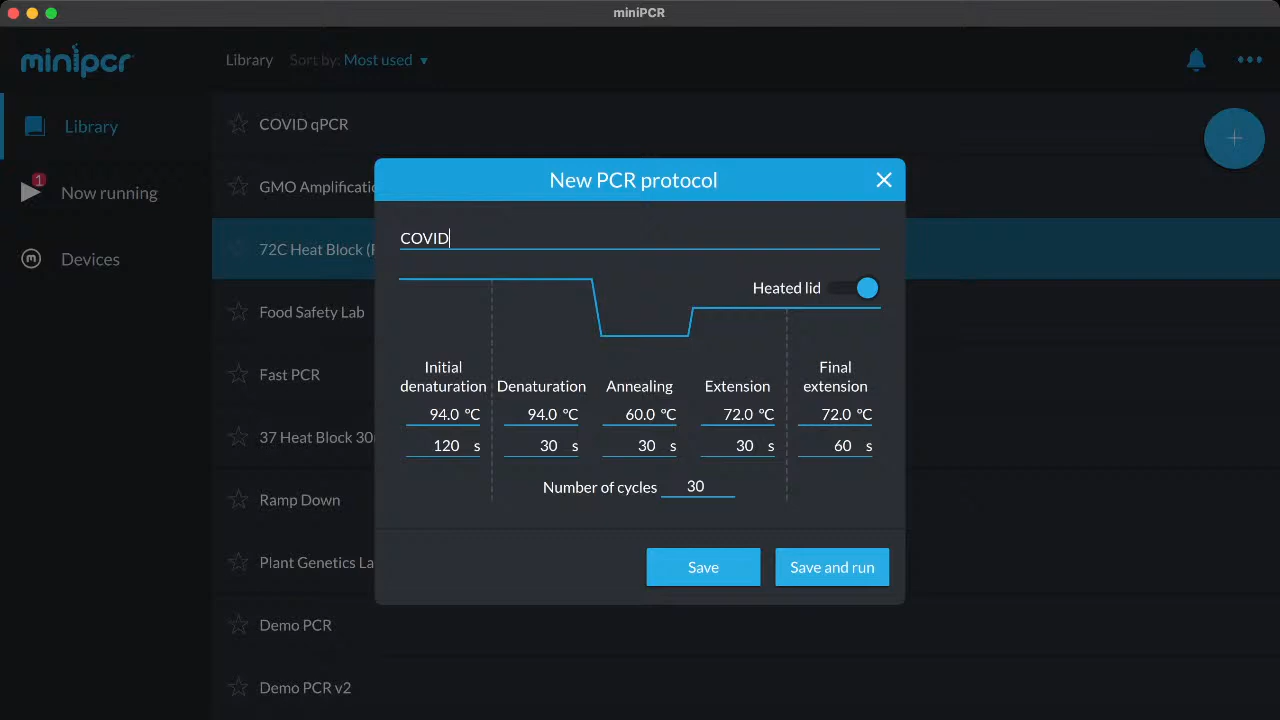 miniPCR
minipcr
Library Sort by: Most used
Library
1
Now running
Devices
COVID qPCR
GMO Amplificatio
72C Heat Block (
Food Safety Lab
Fast PCR
37 Heat Block 30
Ramp Down
Plant Genetics La
Demo PCR
Demo PCR v2
New PCR protocol
COVID
Heated lid
Initial denaturation
94.0 °C
120 s
Denaturation
94.0 °C
30 s
Annealing
60.0 °C
30 s
Extension
72.0 °C
30 s
Final extension
72.0 °C
60 s
Number of cycles 30
Save
Save and run